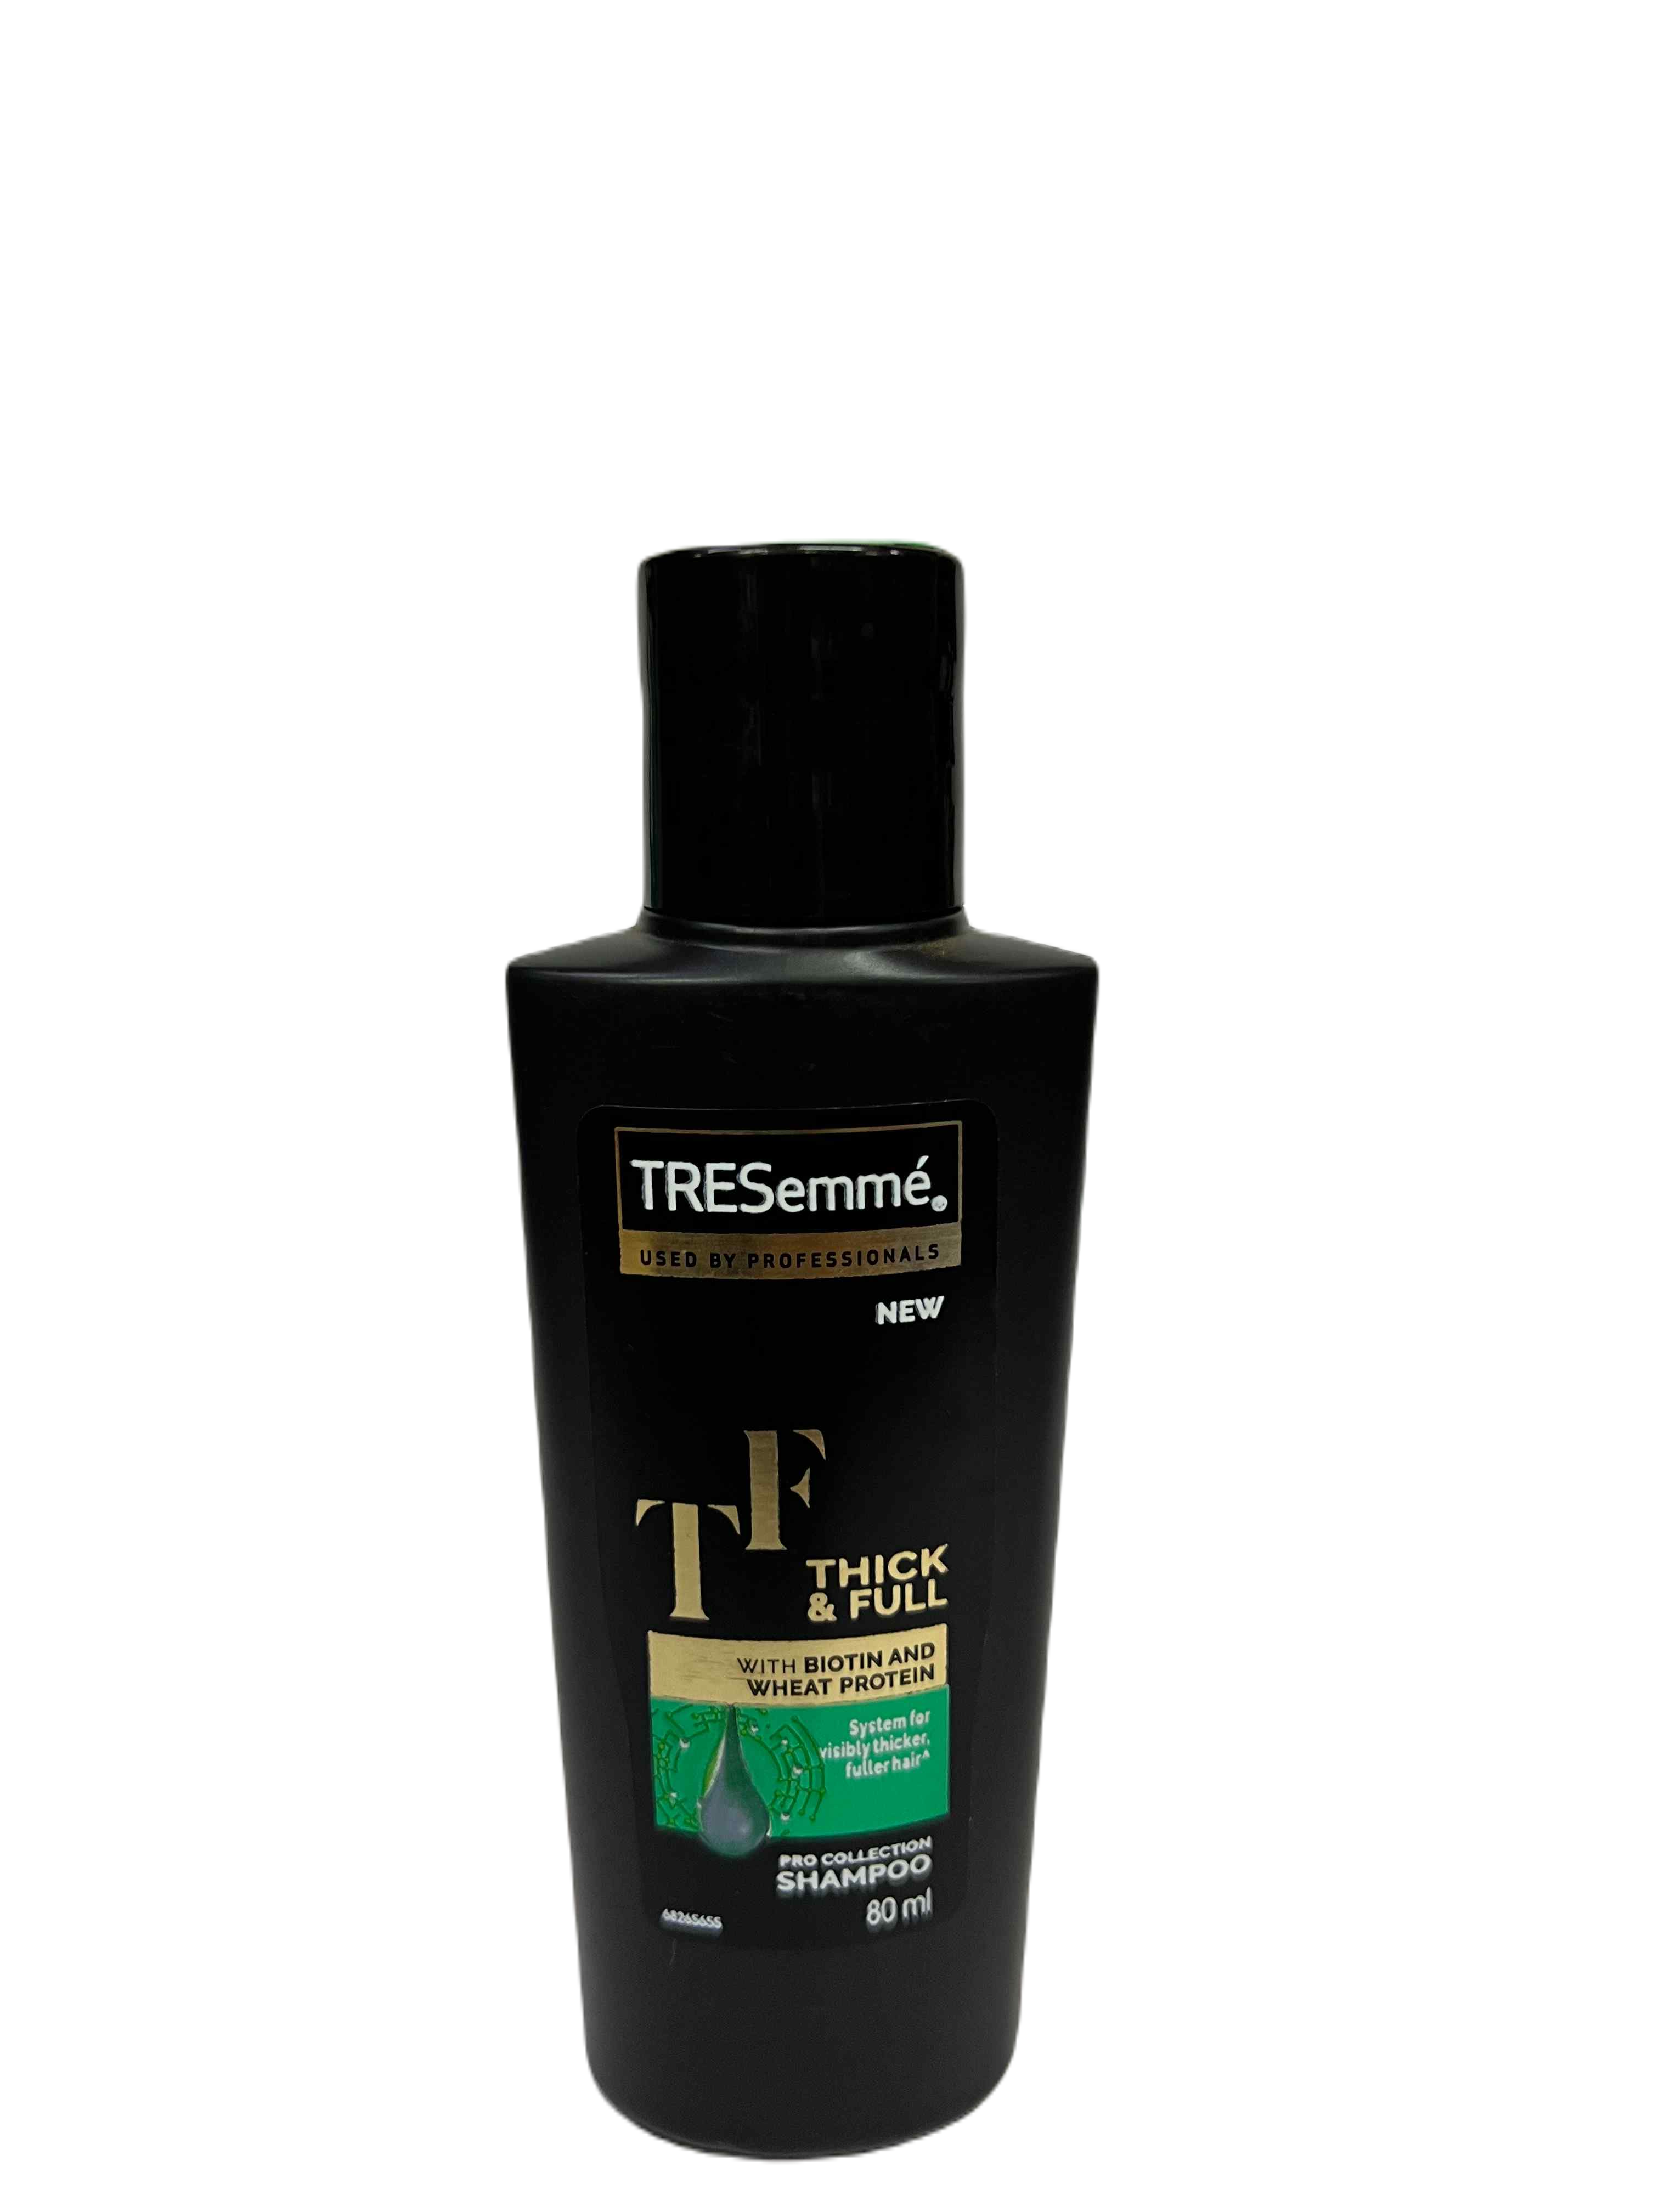 TRESemmé
USED BY PROFESSIONALS
NEW
TF
THICK
& FULL
WITH BIOTIN AND
WHEAT PROTEIN
System for
visibly thicker,
fuller hair^
PRO COLLECTION
SHAMPOO
80 ml
68265655